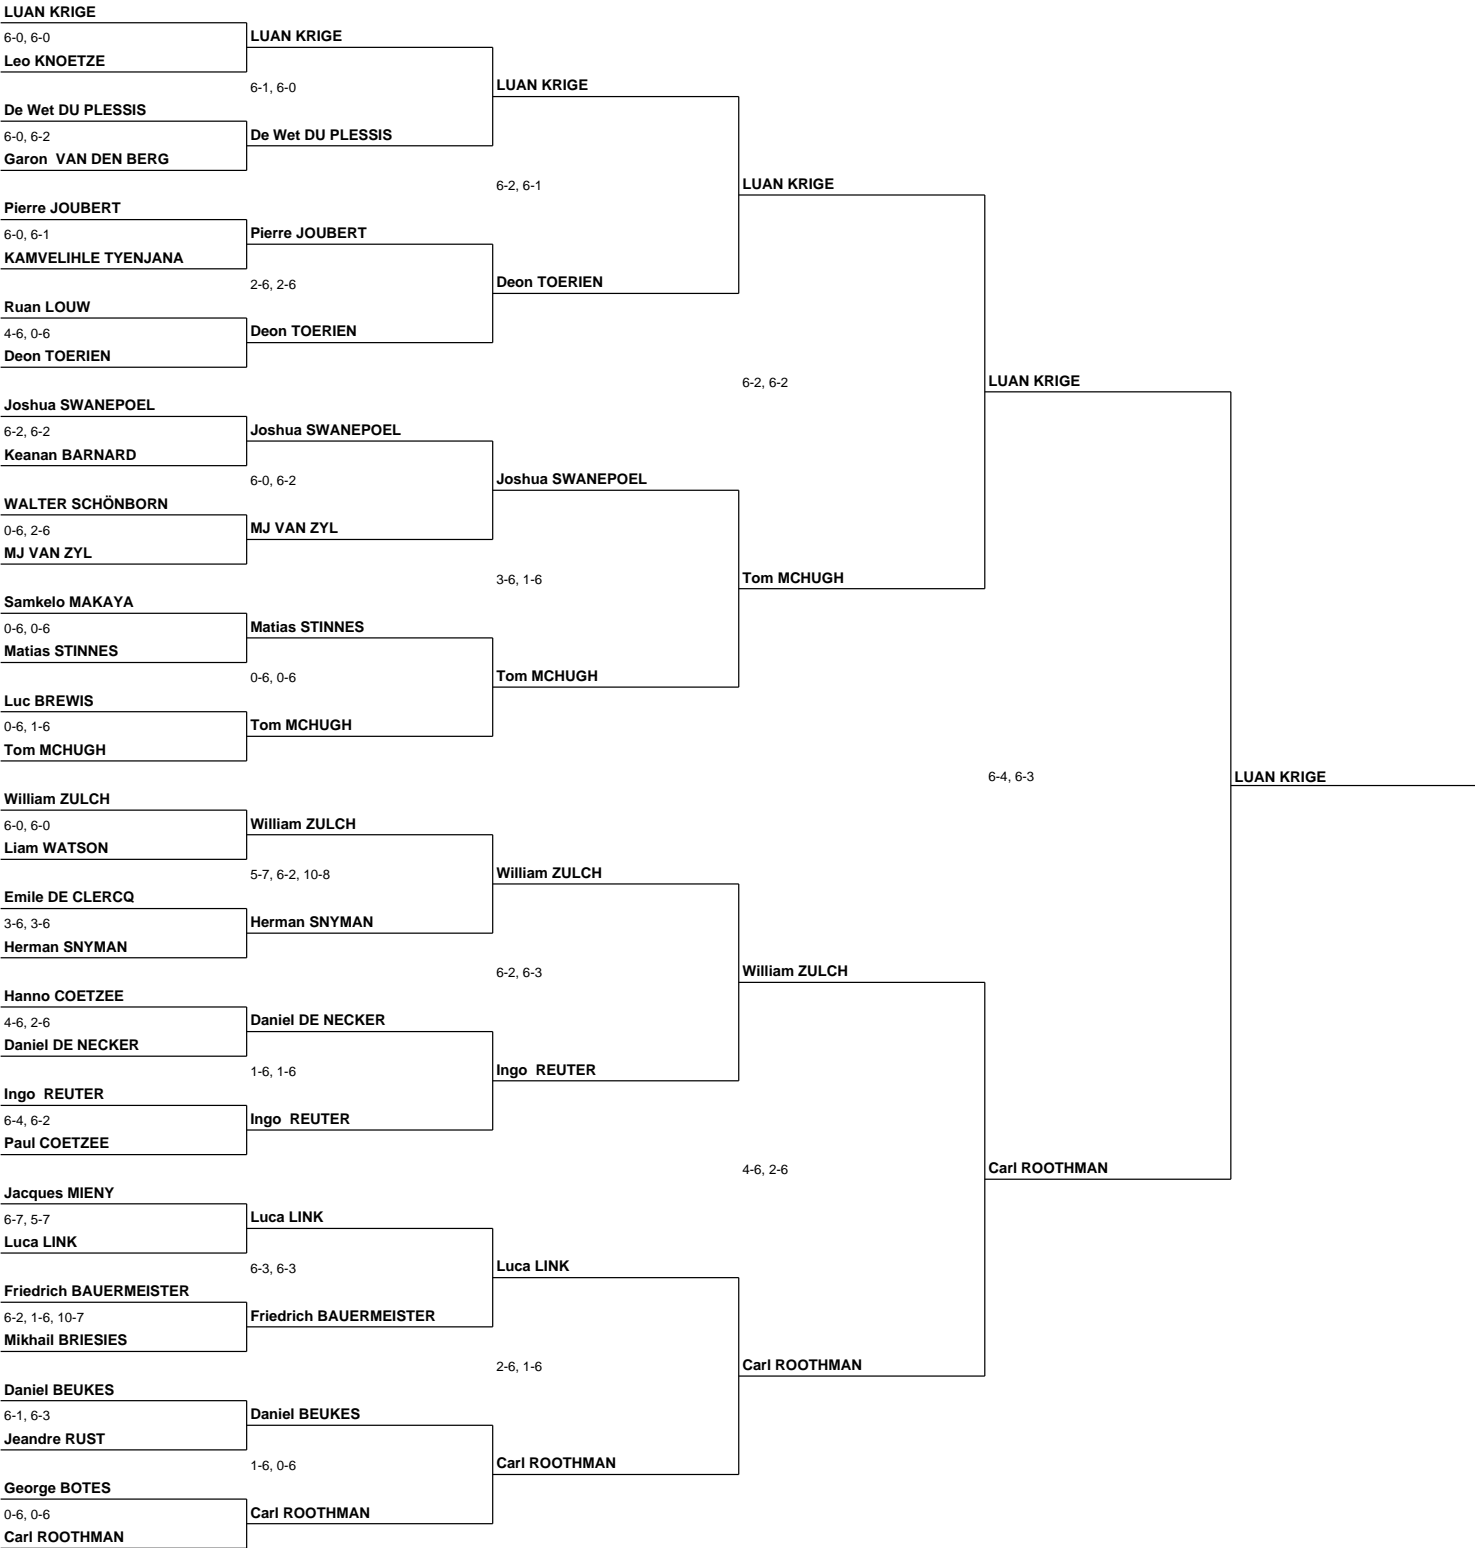 LUAN KRIGE
6-0, 6-0
Leo KNOETZE
De Wet DU PLESSIS
6-0, 6-2
Garon  VAN DEN BERG
Pierre JOUBERT
6-0, 6-1
KAMVELIHLE TYENJANA
Ruan LOUW
4-6, 0-6
Deon TOERIEN
Joshua SWANEPOEL
6-2, 6-2
Keanan BARNARD
WALTER SCHÖNBORN
0-6, 2-6
MJ VAN ZYL
Samkelo MAKAYA
0-6, 0-6
Matias STINNES
Luc BREWIS
0-6, 1-6
Tom MCHUGH
William ZULCH
6-0, 6-0
Liam WATSON
Emile DE CLERCQ
3-6, 3-6
Herman SNYMAN
Hanno COETZEE
4-6, 2-6
Daniel DE NECKER
Ingo  REUTER
6-4, 6-2
Paul COETZEE
Jacques MIENY
6-7, 5-7
Luca LINK
Friedrich BAUERMEISTER
6-2, 1-6, 10-7
Mikhail BRIESIES
Daniel BEUKES
6-1, 6-3
Jeandre RUST
George BOTES
0-6, 0-6
Carl ROOTHMAN
LUAN KRIGE
6-1, 6-0
De Wet DU PLESSIS
Pierre JOUBERT
2-6, 2-6
Deon TOERIEN
Joshua SWANEPOEL
6-0, 6-2
MJ VAN ZYL
Matias STINNES
0-6, 0-6
Tom MCHUGH
William ZULCH
5-7, 6-2, 10-8
Herman SNYMAN
Daniel DE NECKER
1-6, 1-6
Ingo  REUTER
Luca LINK
6-3, 6-3
Friedrich BAUERMEISTER
Daniel BEUKES
1-6, 0-6
Carl ROOTHMAN
LUAN KRIGE
6-2, 6-1
Deon TOERIEN
Joshua SWANEPOEL
3-6, 1-6
Tom MCHUGH
William ZULCH
6-2, 6-3
Ingo  REUTER
Luca LINK
2-6, 1-6
Carl ROOTHMAN
LUAN KRIGE
6-2, 6-2
Tom MCHUGH
William ZULCH
4-6, 2-6
Carl ROOTHMAN
LUAN KRIGE
6-4, 6-3
Carl ROOTHMAN
LUAN KRIGE